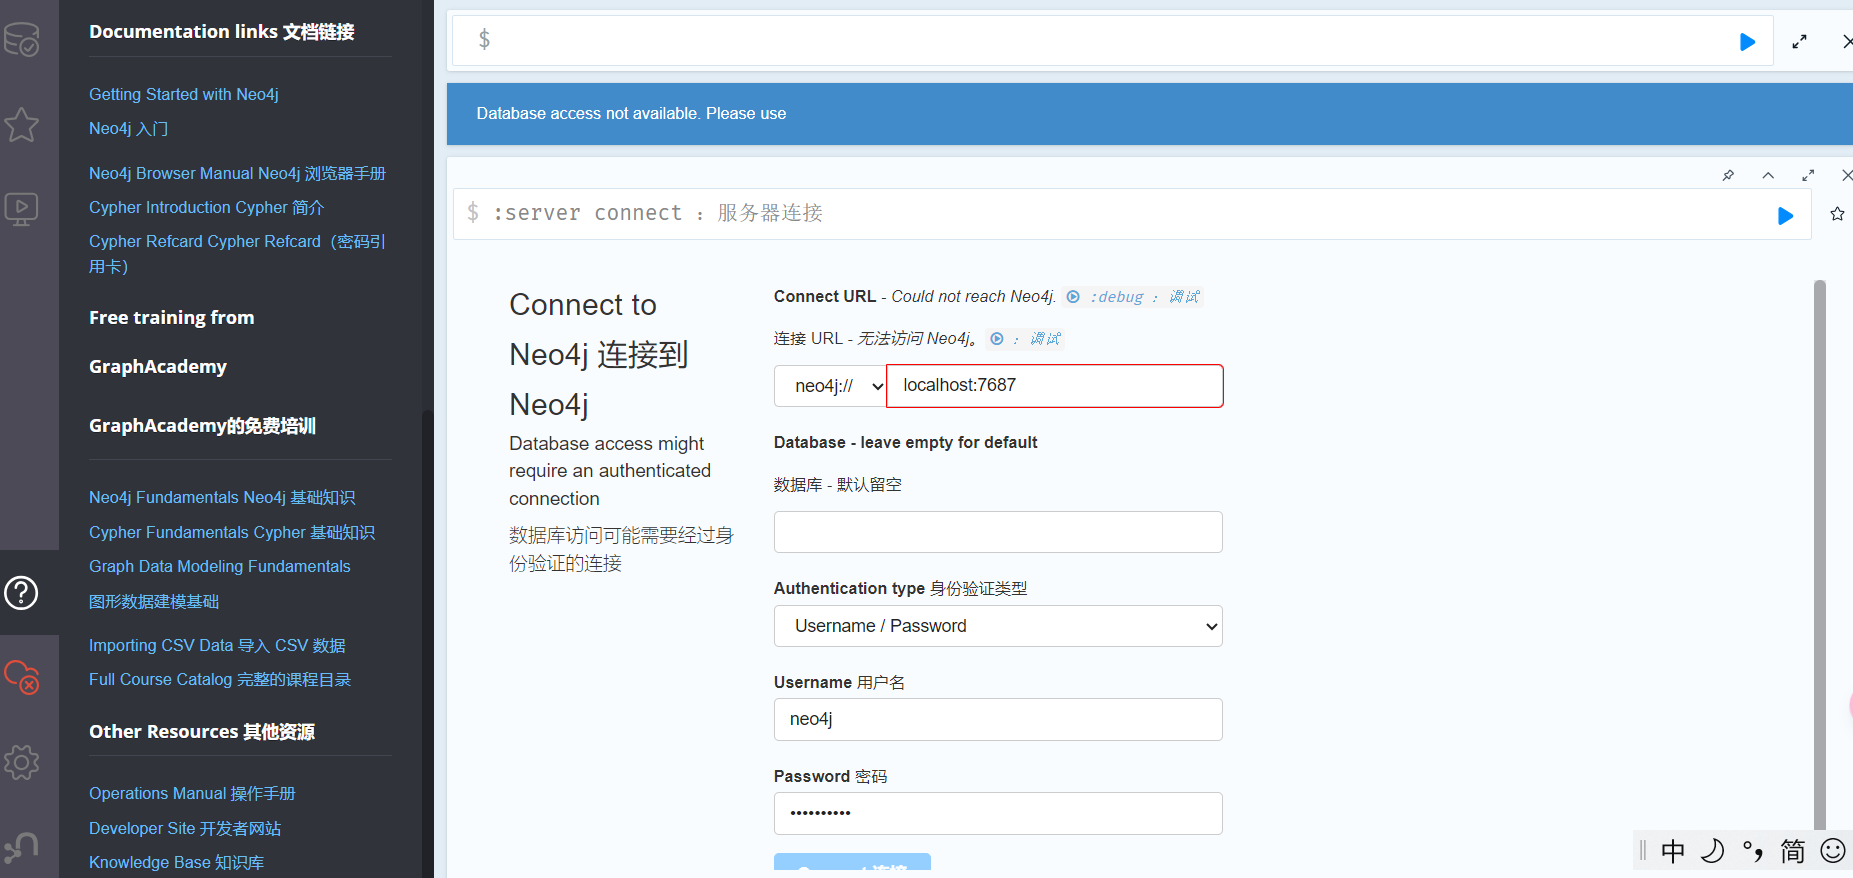 Documentation links 文档链接
Getting Started with Neo4j
Neo4j 入门
Neo4j Browser Manual Neo4j 浏览器手册
Cypher Introduction Cypher 简介
Cypher Refcard Cypher Refcard（密码引
用卡）
Free training from
GraphAcademy
GraphAcademy的免费培训
Neo4j Fundamentals Neo4j 基础知识
Cypher Fundamentals Cypher 基础知识
Graph Data Modeling Fundamentals
图形数据建模基础
Importing CSV Data 导入 CSV 数据
Full Course Catalog 完整的课程目录
Other Resources 其他资源
Operations Manual 操作手册
Developer Site 开发者网站
Knowledge Base 知识库
$
Database access not available. Please use
$ :server connect ：服务器连接
Connect to
Neo4j 连接到
Neo4j
Database access might
require an authenticated
connection
数据库访问可能需要经过身
份验证的连接
Connect URL - Could not reach Neo4j. :debug ：调试
连接 URL - 无法访问 Neo4j。 ：调试
neo4j:// localhost:7687
Database - leave empty for default
数据库 - 默认留空
Authentication type 身份验证类型
Username / Password
Username 用户名
neo4j
Password 密码
••••••••••
Connect 连接
中 °, 简